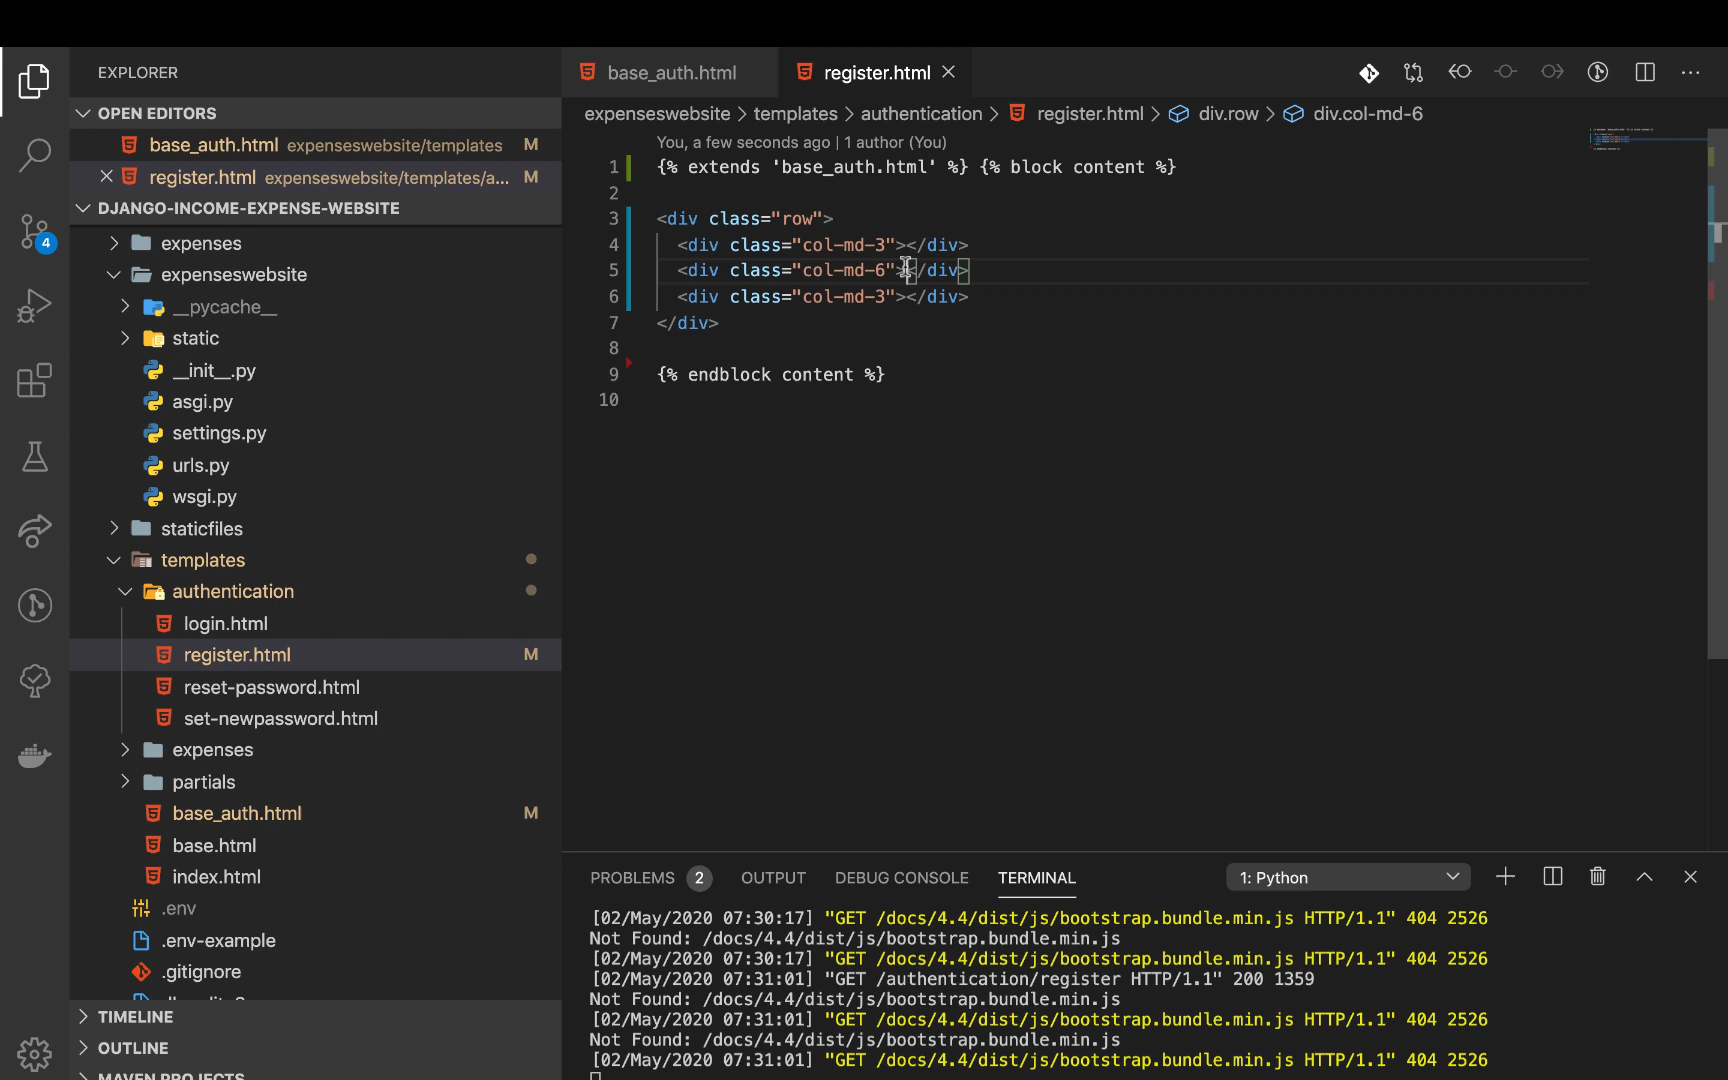 EXPLORER
OPEN EDITORS
base_auth.html expenseswebsite/templates M
register.html expenseswebsite/templates/a... M
DJANGO-INCOME-EXPENSE-WEBSITE
expenses
expenseswebsite
__pycache__
static
__init__.py
asgi.py
settings.py
urls.py
wsgi.py
staticfiles
templates
authentication
login.html
register.html M
reset-password.html
set-newpassword.html
expenses
partials
base_auth.html M
base.html
index.html
.env
.env-example
.gitignore
TIMELINE
OUTLINE
MAVEN PROJECTS
4
base_auth.html register.html
expenseswebsite > templates > authentication > register.html > div.row > div.col-md-6
You, a few seconds ago | 1 author (You)
1 {% extends 'base_auth.html' %} {% block content %}
2
3 <div class="row">
4 <div class="col-md-3"></div>
5 <div class="col-md-6"></div>
6 <div class="col-md-3"></div>
7 </div>
8
9 {% endblock content %}
10
PROBLEMS 2 OUTPUT DEBUG CONSOLE TERMINAL 1: Python
[02/May/2020 07:30:17] "GET /docs/4.4/dist/js/bootstrap.bundle.min.js HTTP/1.1" 404 2526
Not Found: /docs/4.4/dist/js/bootstrap.bundle.min.js
[02/May/2020 07:30:17] "GET /docs/4.4/dist/js/bootstrap.bundle.min.js HTTP/1.1" 404 2526
[02/May/2020 07:31:01] "GET /authentication/register HTTP/1.1" 200 1359
Not Found: /docs/4.4/dist/js/bootstrap.bundle.min.js
[02/May/2020 07:31:01] "GET /docs/4.4/dist/js/bootstrap.bundle.min.js HTTP/1.1" 404 2526
Not Found: /docs/4.4/dist/js/bootstrap.bundle.min.js
[02/May/2020 07:31:01] "GET /docs/4.4/dist/js/bootstrap.bundle.min.js HTTP/1.1" 404 2526